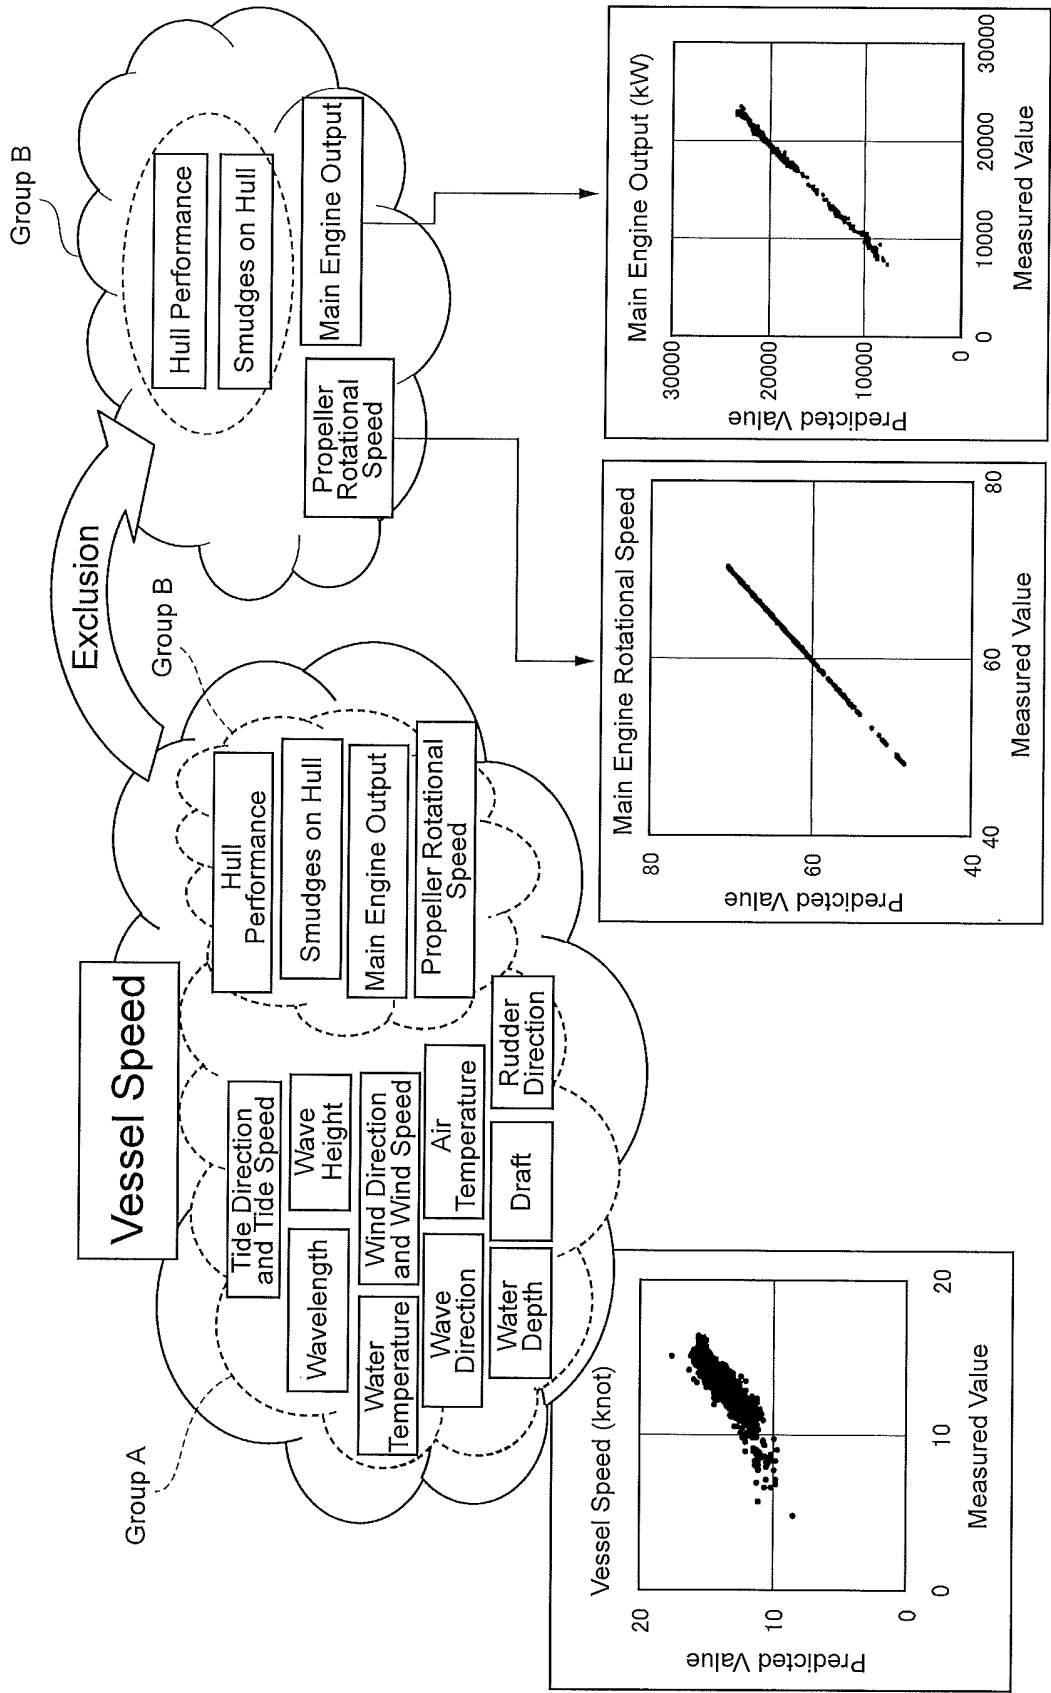 Vessel Speed
Group A
Tide Direction
and Tide Speed
Wavelength
Wave
Height
Water
Temperature
Wind Direction
and Wind Speed
Wave
Direction
Air
Temperature
Water
Depth
Draft
Rudder
Direction
Group B
Hull
Performance
Smudges on Hull
Main Engine Output
Propeller Rotational
Speed
Exclusion
Group B
Hull Performance
Smudges on Hull
Propeller
Rotational
Speed
Main Engine Output
Vessel Speed (knot)
Predicted Value
20
10
0
0
10
20
Measured Value
Main Engine Rotational Speed
Predicted Value
80
60
40
40
60
80
Measured Value
Main Engine Output (kW)
Predicted Value
30000
20000
10000
0
0
10000
20000
30000
Measured Value